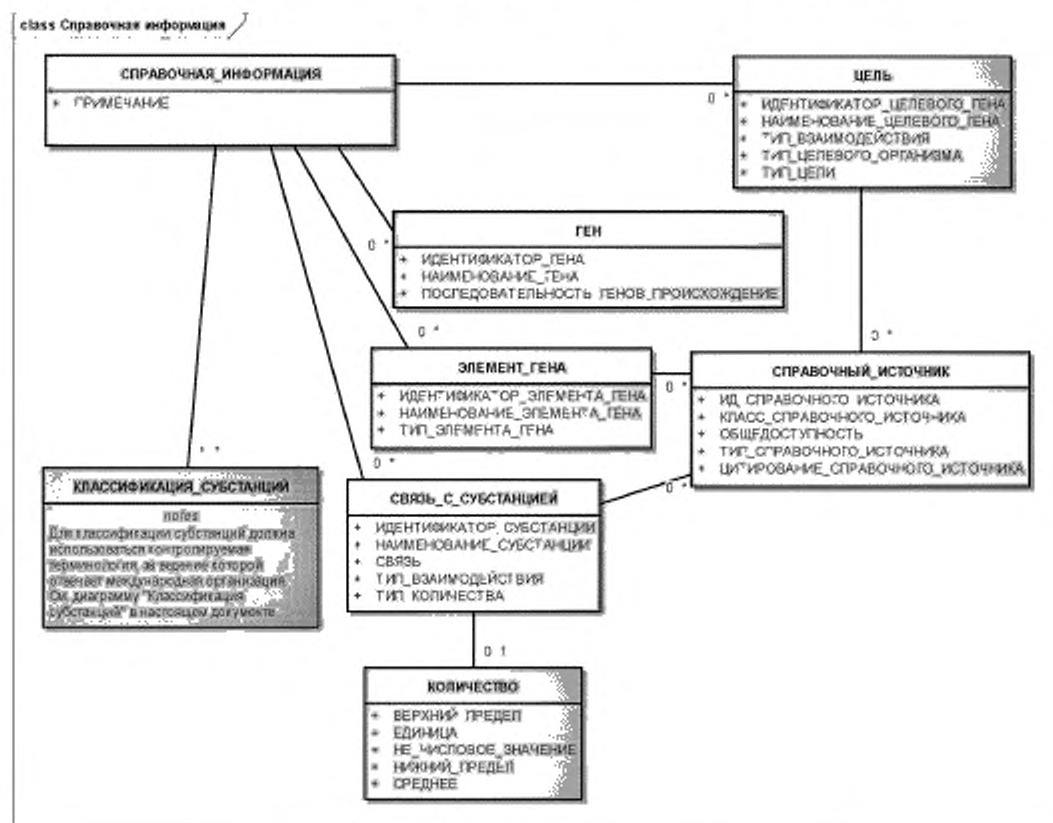 class Справочная информация
СПРАВОЧНАЯ_ИНФОРМАЦИЯ
+ ПРИМЕЧАНИЕ
ЦЕЛЬ
+ ИДЕНТИФИКАТОР_ЦЕЛЕВОГО_ГЕНА
+ НАИМЕНОВАНИЕ_ЦЕЛЕВОГО_ГЕНА
+ ТИП_ВЗАИМОДЕЙСТВИЯ
+ ТИП_ЦЕЛЕВОГО_ОРГАНИЗМА
+ ТИП_ЦЕЛИ
0 *
ГЕН
+ ИДЕНТИФИКАТОР_ГЕНА
+ НАИМЕНОВАНИЕ_ГЕНА
+ ПОСЛЕДОВАТЕЛЬНОСТЬ_ГЕНОВ_ПРОИСХОЖДЕНИЕ
0 *
0 *
0 *
ЭЛЕМЕНТ_ГЕНА
+ ИДЕНТИФИКАТОР_ЭЛЕМЕНТА_ГЕНА
+ НАИМЕНОВАНИЕ_ЭЛЕМЕНТА_ГЕНА
+ ТИП_ЭЛЕМЕНТА_ГЕНА
0 *
СПРАВОЧНЫЙ_ИСТОЧНИК
+ ИД_СПРАВОЧНОГО_ИСТОЧНИКА
+ КЛАСС_СПРАВОЧНОГО_ИСТОЧНИКА
+ ОБЩЕДОСТУПНОСТЬ
+ ТИП_СПРАВОЧНОГО_ИСТОЧНИКА
+ ЦИТИРОВАНИЕ_СПРАВОЧНОГО_ИСТОЧНИКА
КЛАССИФИКАЦИЯ_СУБСТАНЦИЙ
notes
Для классификации субстанций должна
использоваться контролируемая
терминология, за ведение которой
отвечает международная организация
См. диаграмму "Классификация
субстанций" в настоящем документе
0 *
СВЯЗЬ_С_СУБСТАНЦИЕЙ
+ ИДЕНТИФИКАТОР_СУБСТАНЦИИ
+ НАИМЕНОВАНИЕ_СУБСТАНЦИИ
+ СВЯЗЬ
+ ТИП_ВЗАИМОДЕЙСТВИЯ
+ ТИП_КОЛИЧЕСТВА
0 *
0 1
КОЛИЧЕСТВО
+ ВЕРХНИЙ_ПРЕДЕЛ
+ ЕДИНИЦА
+ НЕ_ЧИСЛОВОЕ_ЗНАЧЕНИЕ
+ НИЖНИЙ_ПРЕДЕЛ
+ СРЕДНЕЕ